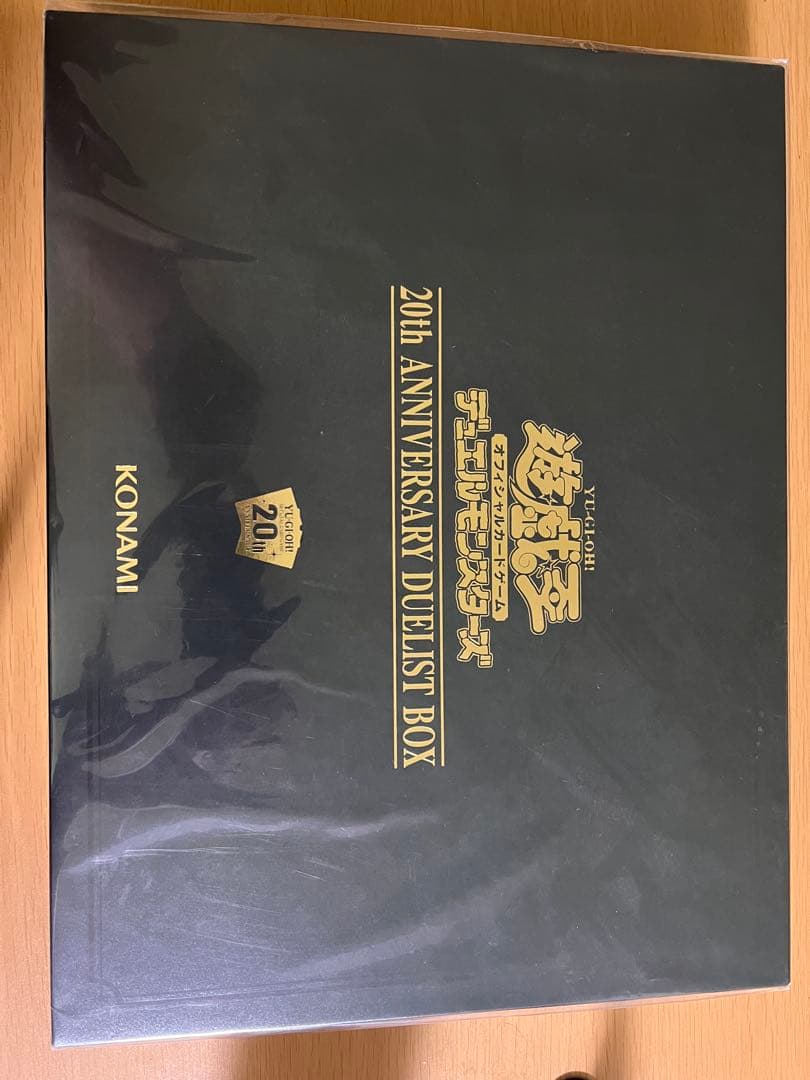 YU-GI-OH!
遊戯王
オフィシャルカードゲーム
デュエルモンスターズ
20th ANNIVERSARY DUELIST BOX
YU-GI-OH!
20th
ANNIVERSARY
KONAMI